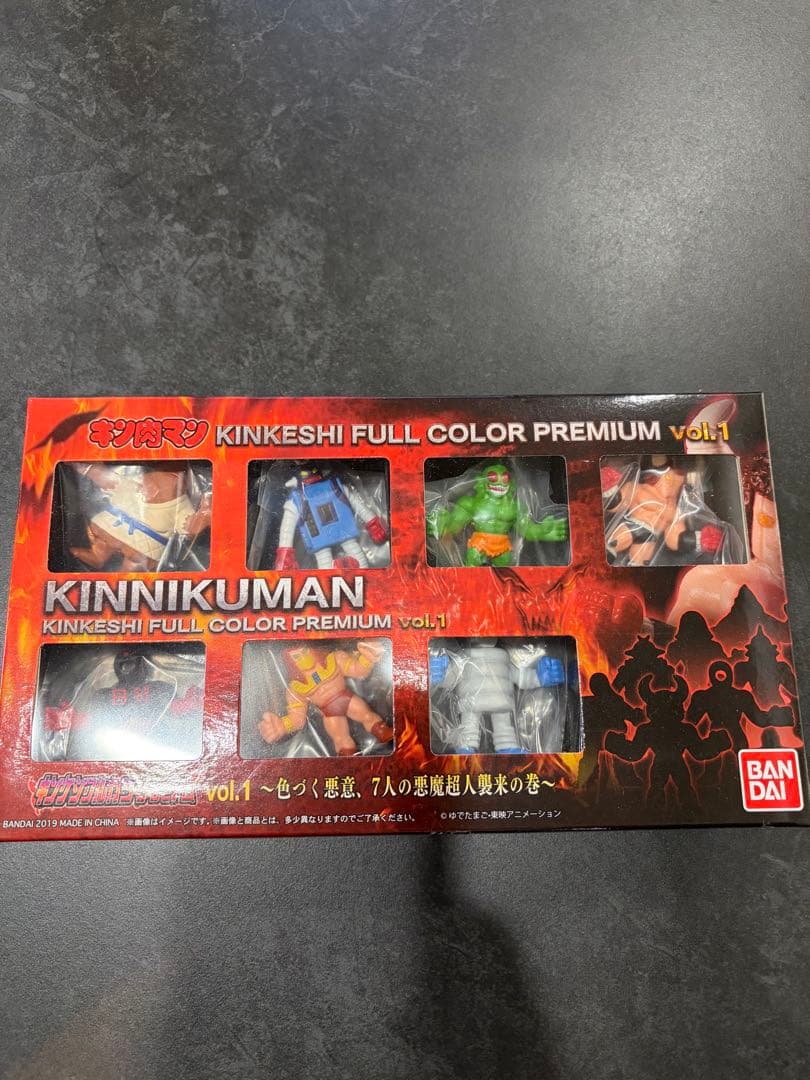 キン肉マン KINKESHI FULL COLOR PREMIUM vol.1
KINNIKUMAN
KINKESHI FULL COLOR PREMIUM vol.1
vol.1 〜色づく悪意、7人の悪魔超人襲来の巻〜
BAN
DAI
BANDAI 2019 MADE IN CHINA ※画像はイメージです。※画像と商品とは、多少異なりますのでご了承ください。 ©ゆでたまご・東映アニメーション